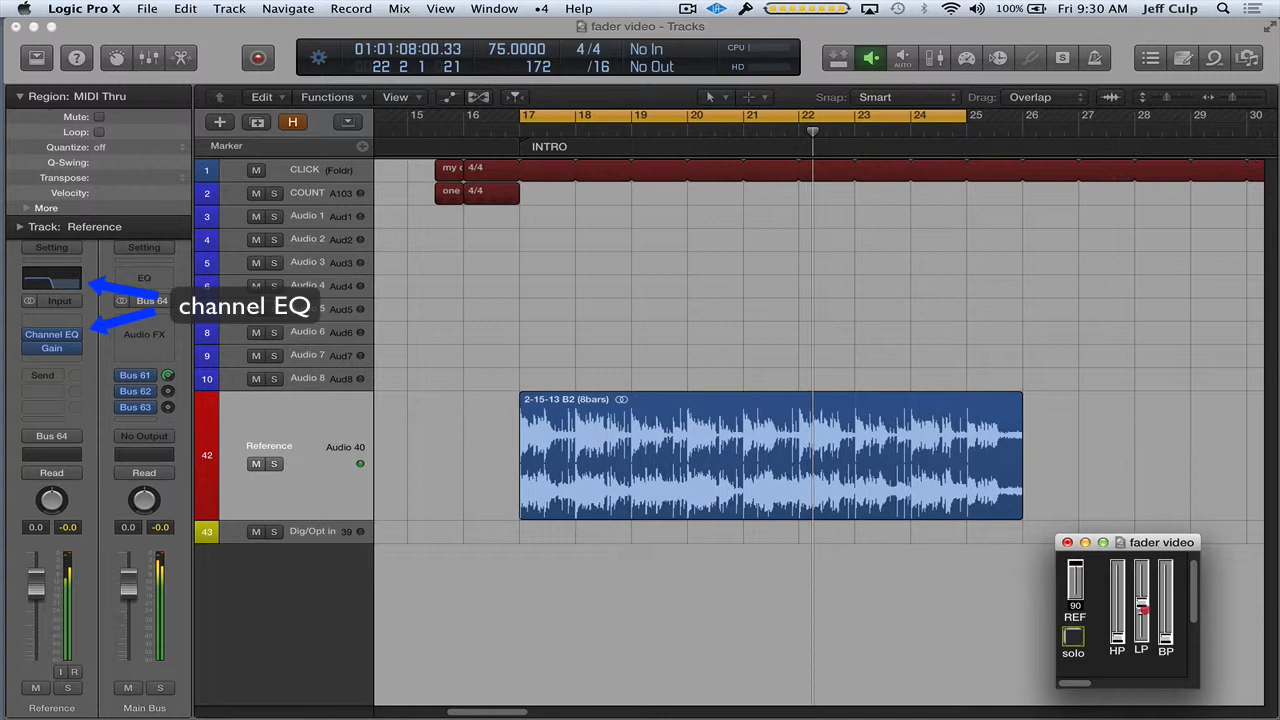 Logic Pro X File Edit Track Navigate Record Mix View Window 4 Help 100% Fri 9:30 AM Jeff Culp
fader video - Tracks
01:01:08:00.33 75.0000 4/4 No In CPU
22 2 1 21 172 /16 No Out HD
AUTO S
Region: MIDI Thru
Edit Functions View Snap: Smart Drag: Overlap
Mute:
Loop:
Quantize: off
Q-Swing:
Transpose:
Velocity:
More
Track: Reference
H
15 17 18 19 20 21 22 23 24 25 26 27 28 29 30
Marker INTRO
1 M CLICK (Foldr) my c 4/4
2 M S COUNT A103 one 4/4
3 M S Audio 1 Aud1
4 M S Audio 2 Aud2
5 M S Audio 3 Aud3
6 M S Audio 4 Aud4
Audio 5 Aud5
8 M S Audio 6 Aud6
9 M S Audio 7 Aud7
10 M S Audio 8 Aud8
42 Reference Audio 40
M S
2-15-13 B2 (8bars)
43 M S Dig/Opt in 39
Setting Setting
EQ
Input Bus 64
channel EQ
Channel EQ Audio FX
Gain
Send Bus 61
Bus 62
Bus 63
Bus 64 No Output
Read Read
0.0 -0.0 0.0 -0.0
I R
M S M S
Reference Main Bus
fader video
90
REF
solo HP LP BP